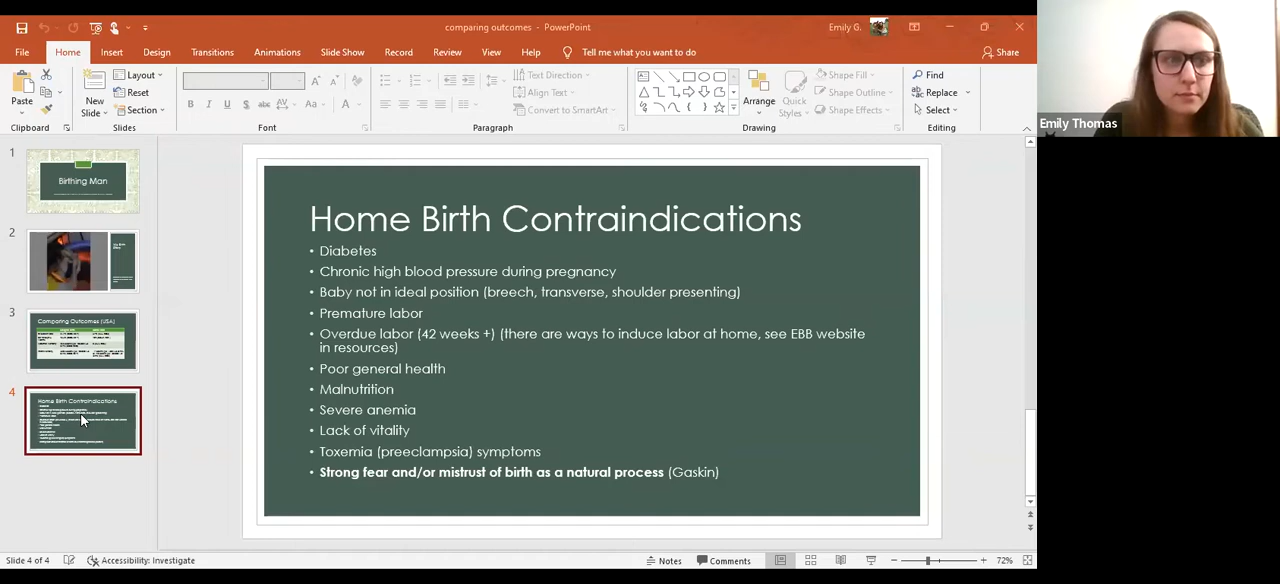 comparing outcomes - PowerPoint
Emily G.
File
Home
Insert
Design
Transitions
Animations
Slide Show
Record
Review
View
Help
Tell me what you want to do
Share
Paste
Clipboard
New
Slide
Layout
Reset
Section
Slides
B
I
U
S
abc
AV
Aa
A
Font
Text Direction
Align Text
Convert to SmartArt
Paragraph
Arrange
Quick
Styles
Shape Fill
Shape Outline
Shape Effects
Drawing
Find
Replace
Select
Editing
Emily Thomas
1
Birthing Man
2
3
Comparing Outcomes (USA)
4
Home Birth Contraindications
Home Birth Contraindications
• Diabetes
• Chronic high blood pressure during pregnancy
• Baby not in ideal position (breech, transverse, shoulder presenting)
• Premature labor
• Overdue labor (42 weeks +) (there are ways to induce labor at home, see EBB website
in resources)
• Poor general health
• Malnutrition
• Severe anemia
• Lack of vitality
• Toxemia (preeclampsia) symptoms
• Strong fear and/or mistrust of birth as a natural process (Gaskin)
Slide 4 of 4
Accessibility: Investigate
Notes
Comments
72%